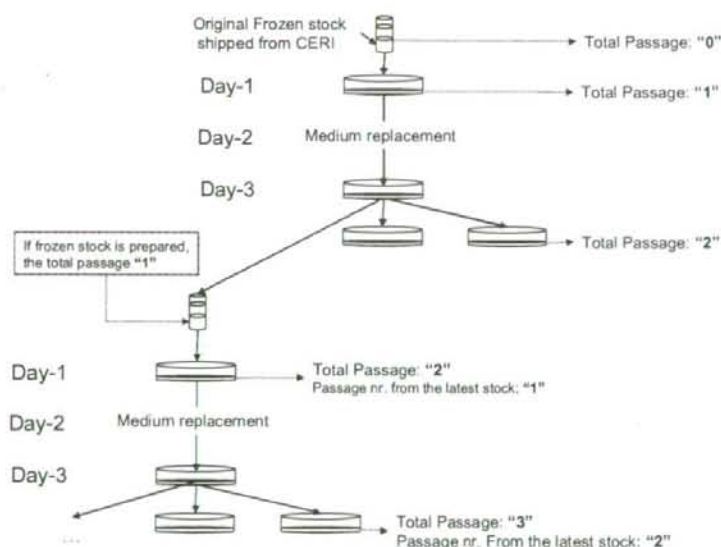 Original Frozen stock
shipped from CERI
Total Passage: “0”
Day-1
Total Passage: “1”
Day-2
Medium replacement
Day-3
Total Passage: “2”
If frozen stock is prepared,
the total passage “1”
Day-1
Total Passage: “2”
Passage nr. from the latest stock: “1”
Day-2
Medium replacement
Day-3
...
Total Passage: “3”
Passage nr. From the latest stock: “2”